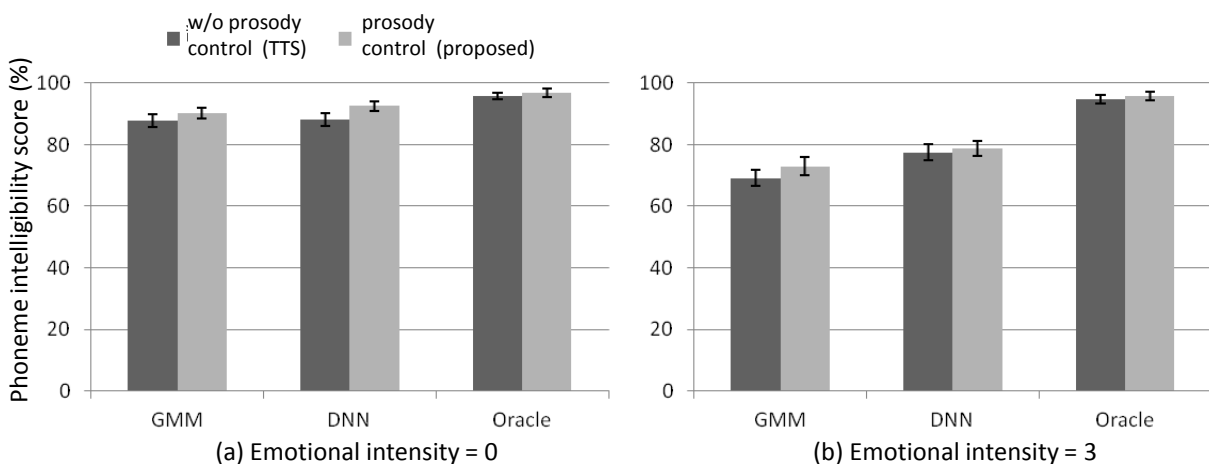 w/o prosody
control (TTS)
prosody
control (proposed)
Phoneme intelligibility score (%)
100
80
60
40
20
0
GMM
DNN
Oracle
(a) Emotional intensity = 0
100
80
60
40
20
0
GMM
DNN
Oracle
(b) Emotional intensity = 3